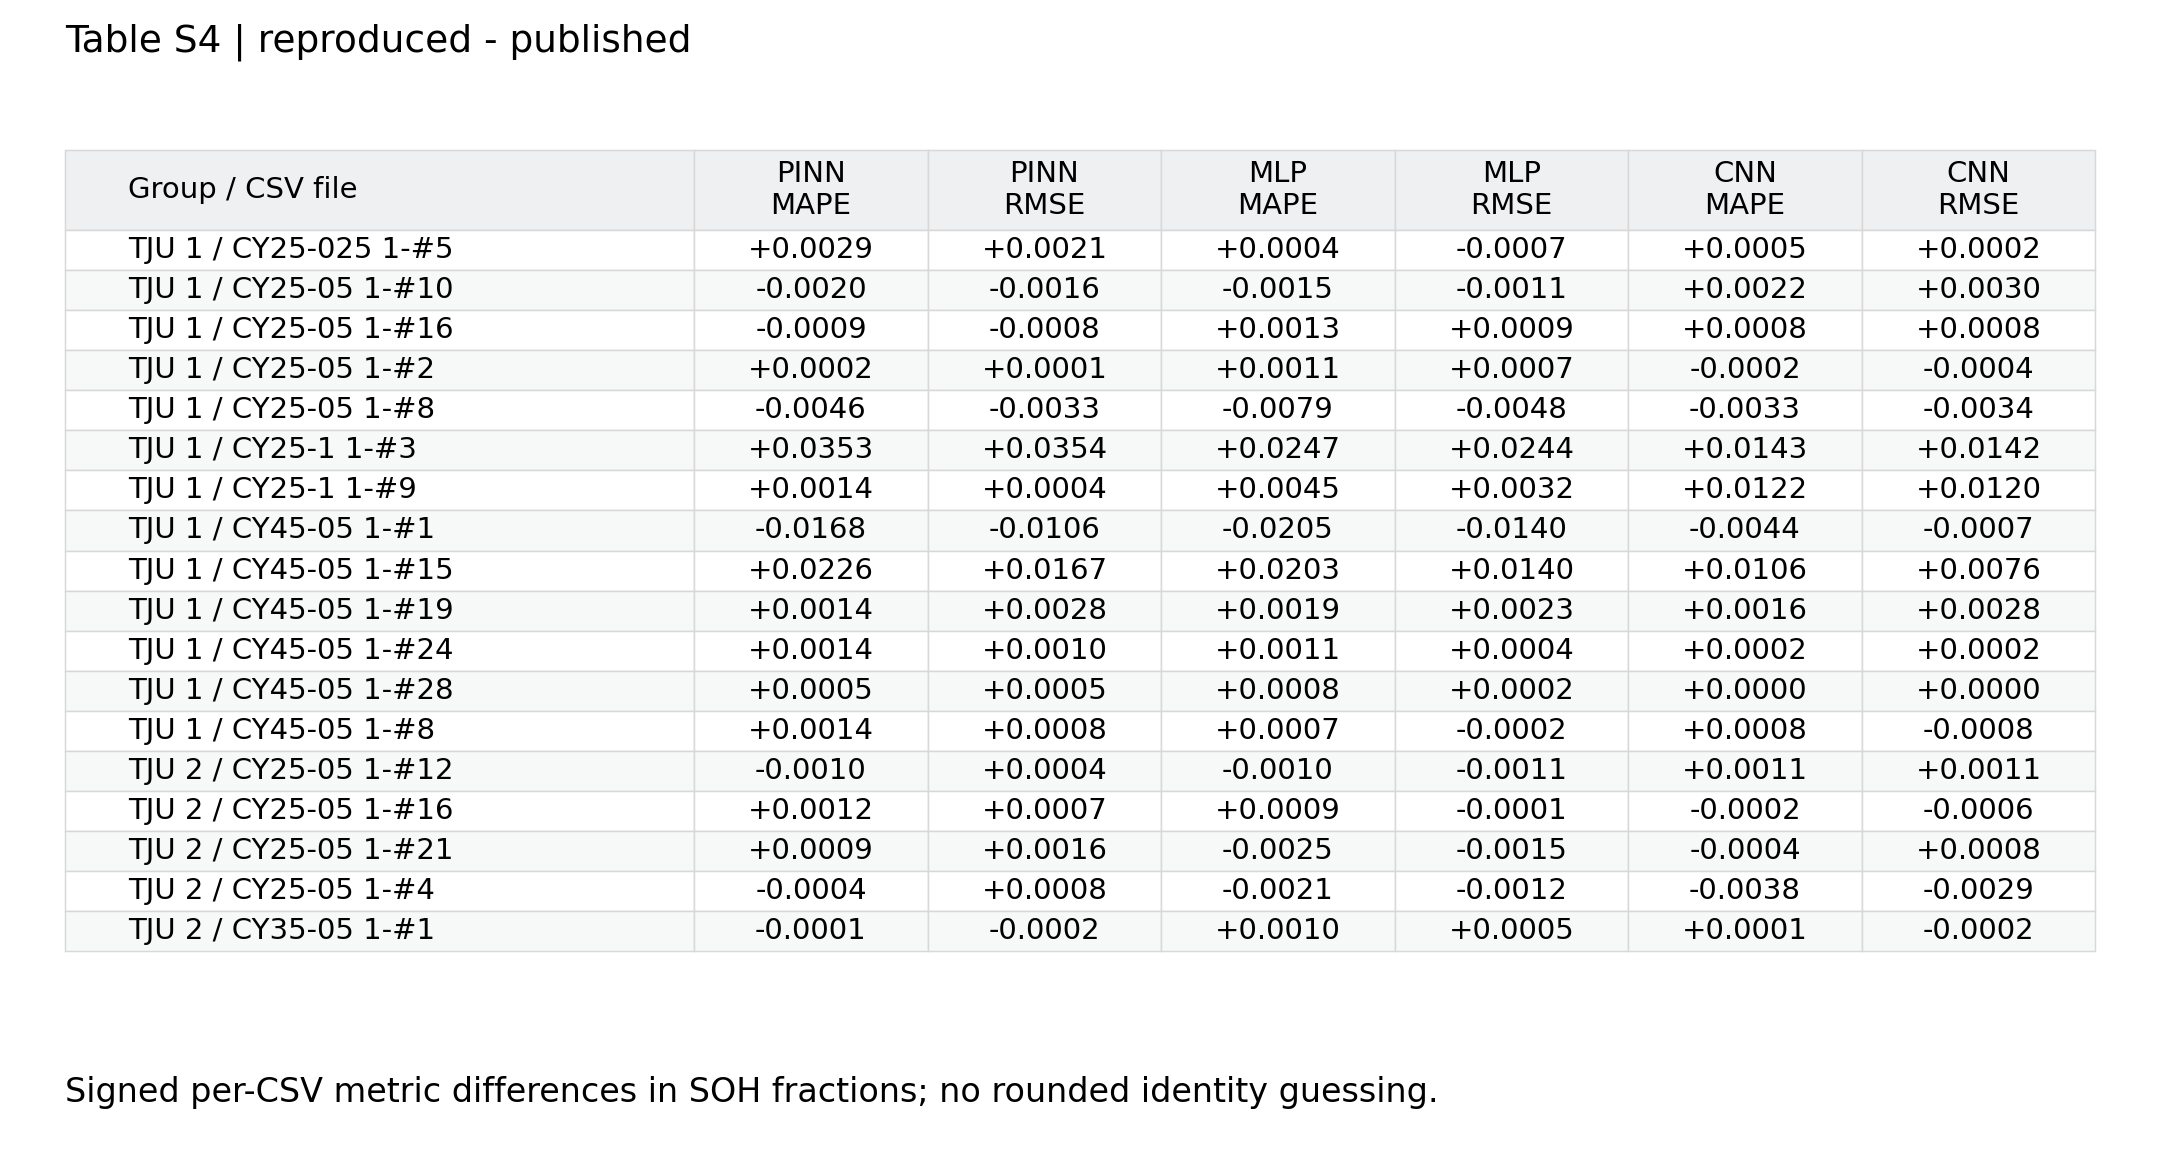 Table S4 | reproduced - published
Group / CSV file PINN MAPE PINN RMSE MLP MAPE MLP RMSE CNN MAPE CNN RMSE
TJU 1 / CY25-025 1-#5 +0.0029 +0.0021 +0.0004 -0.0007 +0.0005 +0.0002
TJU 1 / CY25-05 1-#10 -0.0020 -0.0016 -0.0015 -0.0011 +0.0022 +0.0030
TJU 1 / CY25-05 1-#16 -0.0009 -0.0008 +0.0013 +0.0009 +0.0008 +0.0008
TJU 1 / CY25-05 1-#2 +0.0002 +0.0001 +0.0011 +0.0007 -0.0002 -0.0004
TJU 1 / CY25-05 1-#8 -0.0046 -0.0033 -0.0079 -0.0048 -0.0033 -0.0034
TJU 1 / CY25-1 1-#3 +0.0353 +0.0354 +0.0247 +0.0244 +0.0143 +0.0142
TJU 1 / CY25-1 1-#9 +0.0014 +0.0004 +0.0045 +0.0032 +0.0122 +0.0120
TJU 1 / CY45-05 1-#1 -0.0168 -0.0106 -0.0205 -0.0140 -0.0044 -0.0007
TJU 1 / CY45-05 1-#15 +0.0226 +0.0167 +0.0203 +0.0140 +0.0106 +0.0076
TJU 1 / CY45-05 1-#19 +0.0014 +0.0028 +0.0019 +0.0023 +0.0016 +0.0028
TJU 1 / CY45-05 1-#24 +0.0014 +0.0010 +0.0011 +0.0004 +0.0002 +0.0002
TJU 1 / CY45-05 1-#28 +0.0005 +0.0005 +0.0008 +0.0002 +0.0000 +0.0000
TJU 1 / CY45-05 1-#8 +0.0014 +0.0008 +0.0007 -0.0002 +0.0008 -0.0008
TJU 2 / CY25-05 1-#12 -0.0010 +0.0004 -0.0010 -0.0011 +0.0011 +0.0011
TJU 2 / CY25-05 1-#16 +0.0012 +0.0007 +0.0009 -0.0001 -0.0002 -0.0006
TJU 2 / CY25-05 1-#21 +0.0009 +0.0016 -0.0025 -0.0015 -0.0004 +0.0008
TJU 2 / CY25-05 1-#4 -0.0004 +0.0008 -0.0021 -0.0012 -0.0038 -0.0029
TJU 2 / CY35-05 1-#1 -0.0001 -0.0002 +0.0010 +0.0005 +0.0001 -0.0002
Signed per-CSV metric differences in SOH fractions; no rounded identity guessing.